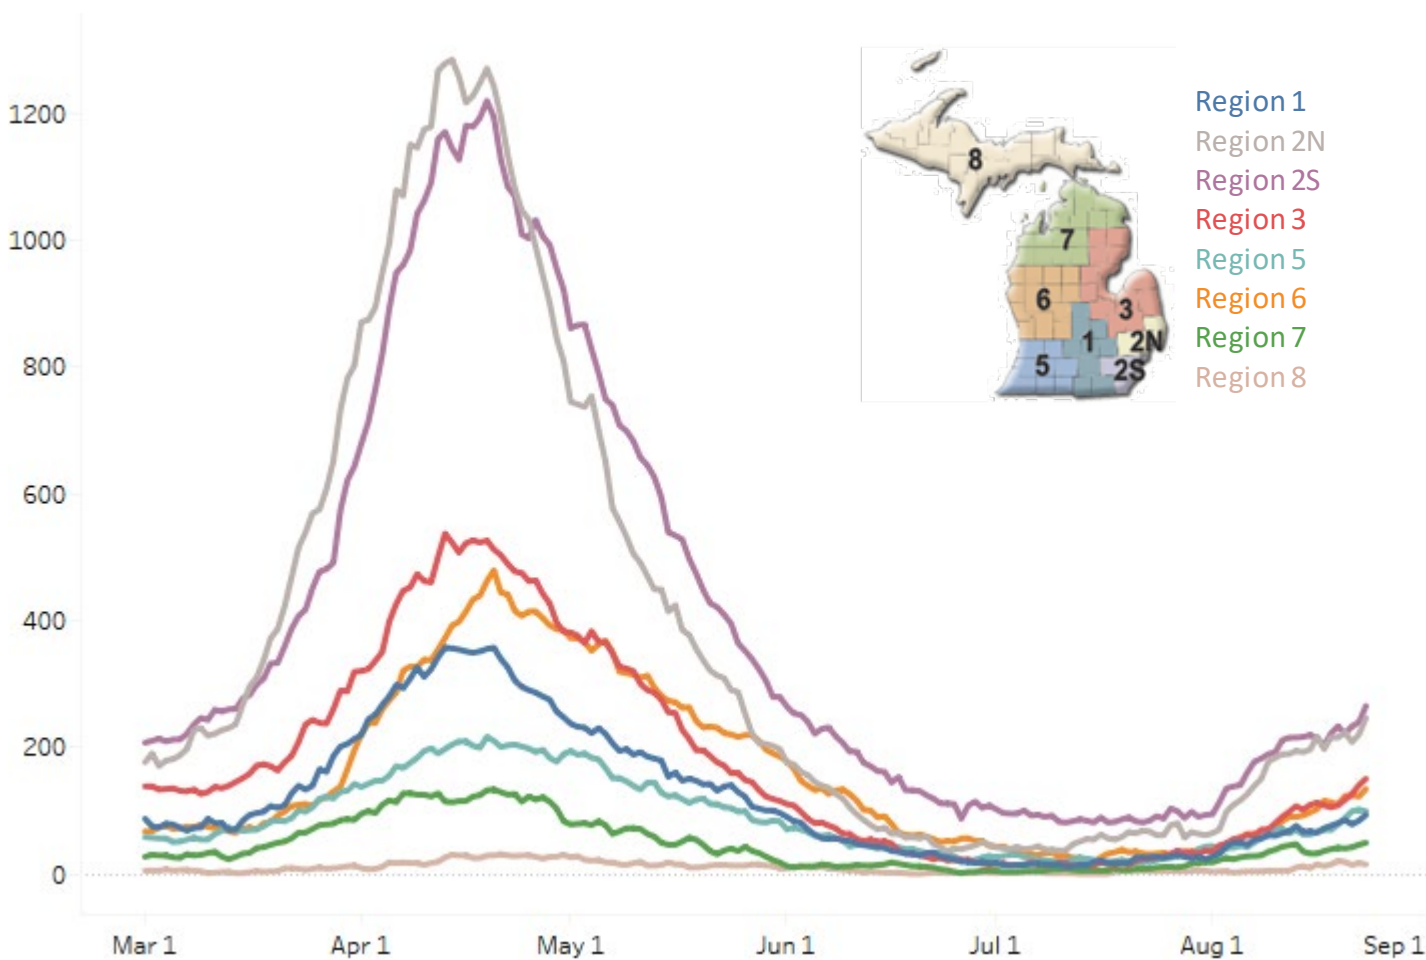 1200
1000
800
600
400
200
0
Mar 1
Apr 1
May 1
Jun 1
Jul 1
Aug 1
Sep 1
8
7
6
3
1
2N
5
2S
Region 1
Region 2N
Region 2S
Region 3
Region 5
Region 6
Region 7
Region 8